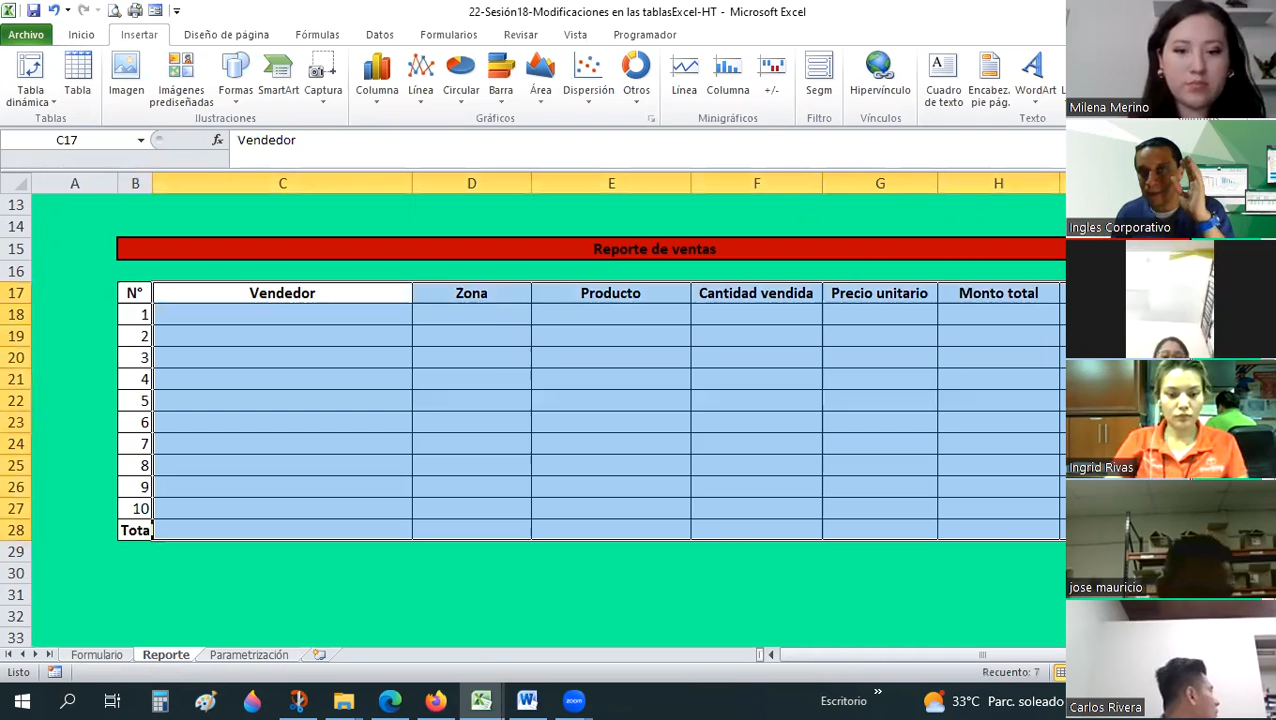 22-Sesión18-Modificaciones en las tablasExcel-HT - Microsoft Excel
Archivo Inicio Insertar Diseño de página Fórmulas Datos Formularios Revisar Vista Programador
Tabla dinámica
Tabla
Imagen
Imágenes prediseñadas
Formas
SmartArt
Captura
Columna
Línea
Circular
Barra
Área
Dispersión
Otros
Línea
Columna
+/-
Segm
Hipervínculo
Cuadro de texto
Encabez. pie pág.
WordArt
Tablas Ilustraciones Gráficos Minigráficos Filtro Vínculos Texto
C17 fx Vendedor
A B C D E F G H
13
14
15 Reporte de ventas
16
17 N° Vendedor Zona Producto Cantidad vendida Precio unitario Monto total
18 1
19 2
20 3
21 4
22 5
23 6
24 7
25 8
26 9
27 10
28 Tota
29
30
31
32
33
Formulario Reporte Parametrización
Listo Recuento: 7
Escritorio » 33°C Parc. soleado
zoom
Milena Merino
Ingles Corporativo
Ingrid Rivas
jose mauricio
Carlos Rivera